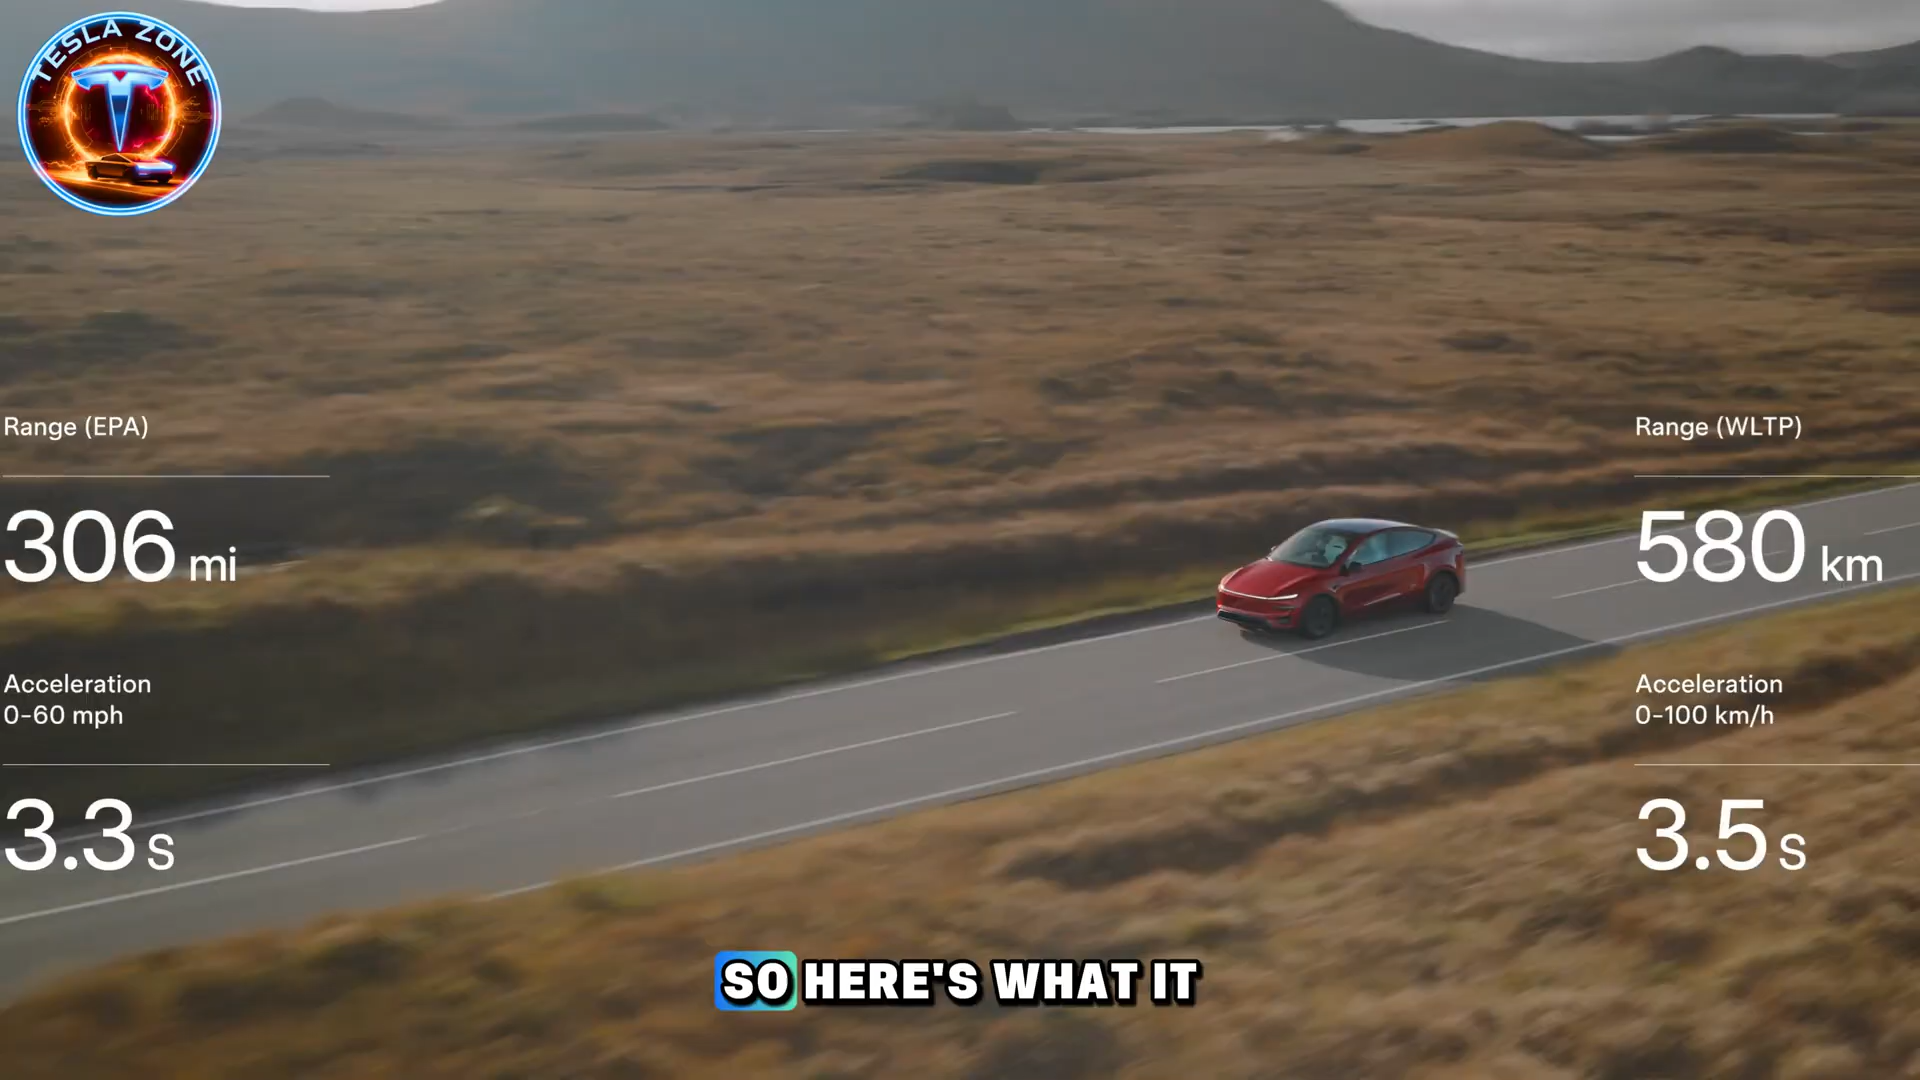 TESLA ZONE
Range (EPA)
306 mi
Acceleration
0-60 mph
3.3 s
Range (WLTP)
580 km
Acceleration
0-100 km/h
3.5 s
SO HERE'S WHAT IT